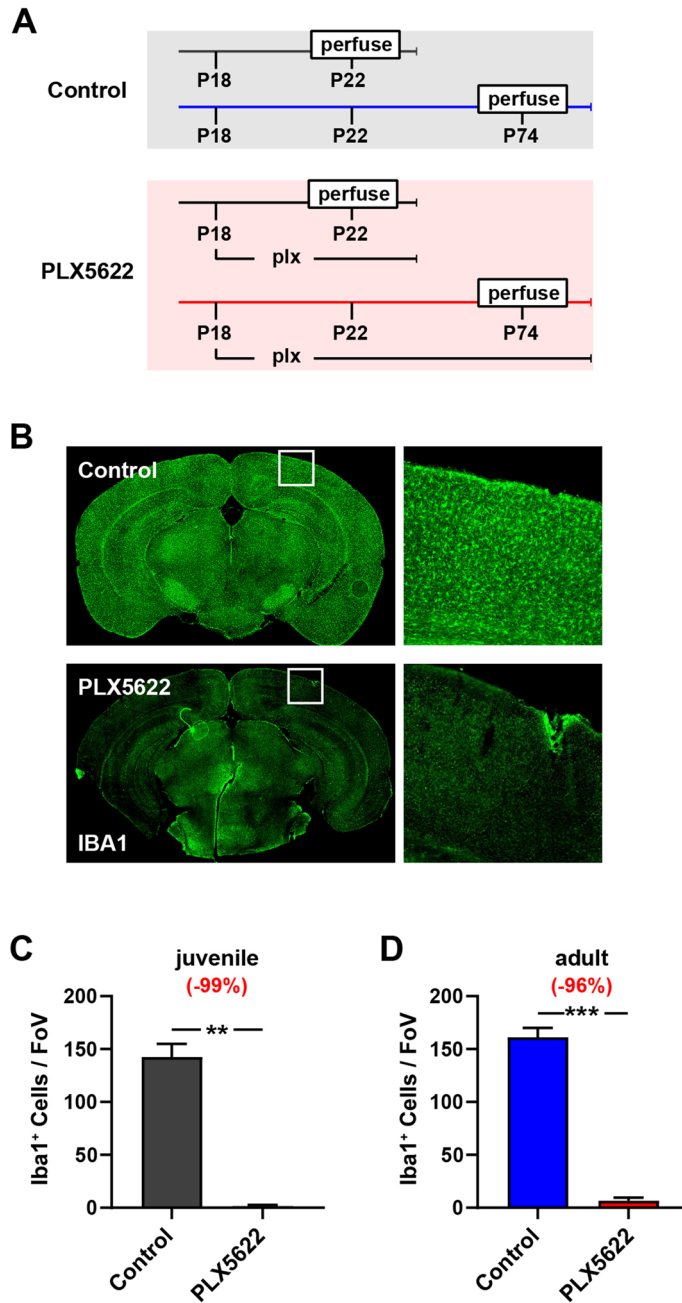 A
Control
perfuse
P18 P22
perfuse
P18 P22 P74
PLX5622
perfuse
P18 P22
plx
perfuse
P18 P22 P74
plx
B
Control
PLX5622
IBA1
C
juvenile
(-99%)
**
Iba1⁺ Cells / FoV
200
150
100
50
0
Control
PLX5622
D
adult
(-96%)
***
Iba1⁺ Cells / FoV
200
150
100
50
0
Control
PLX5622